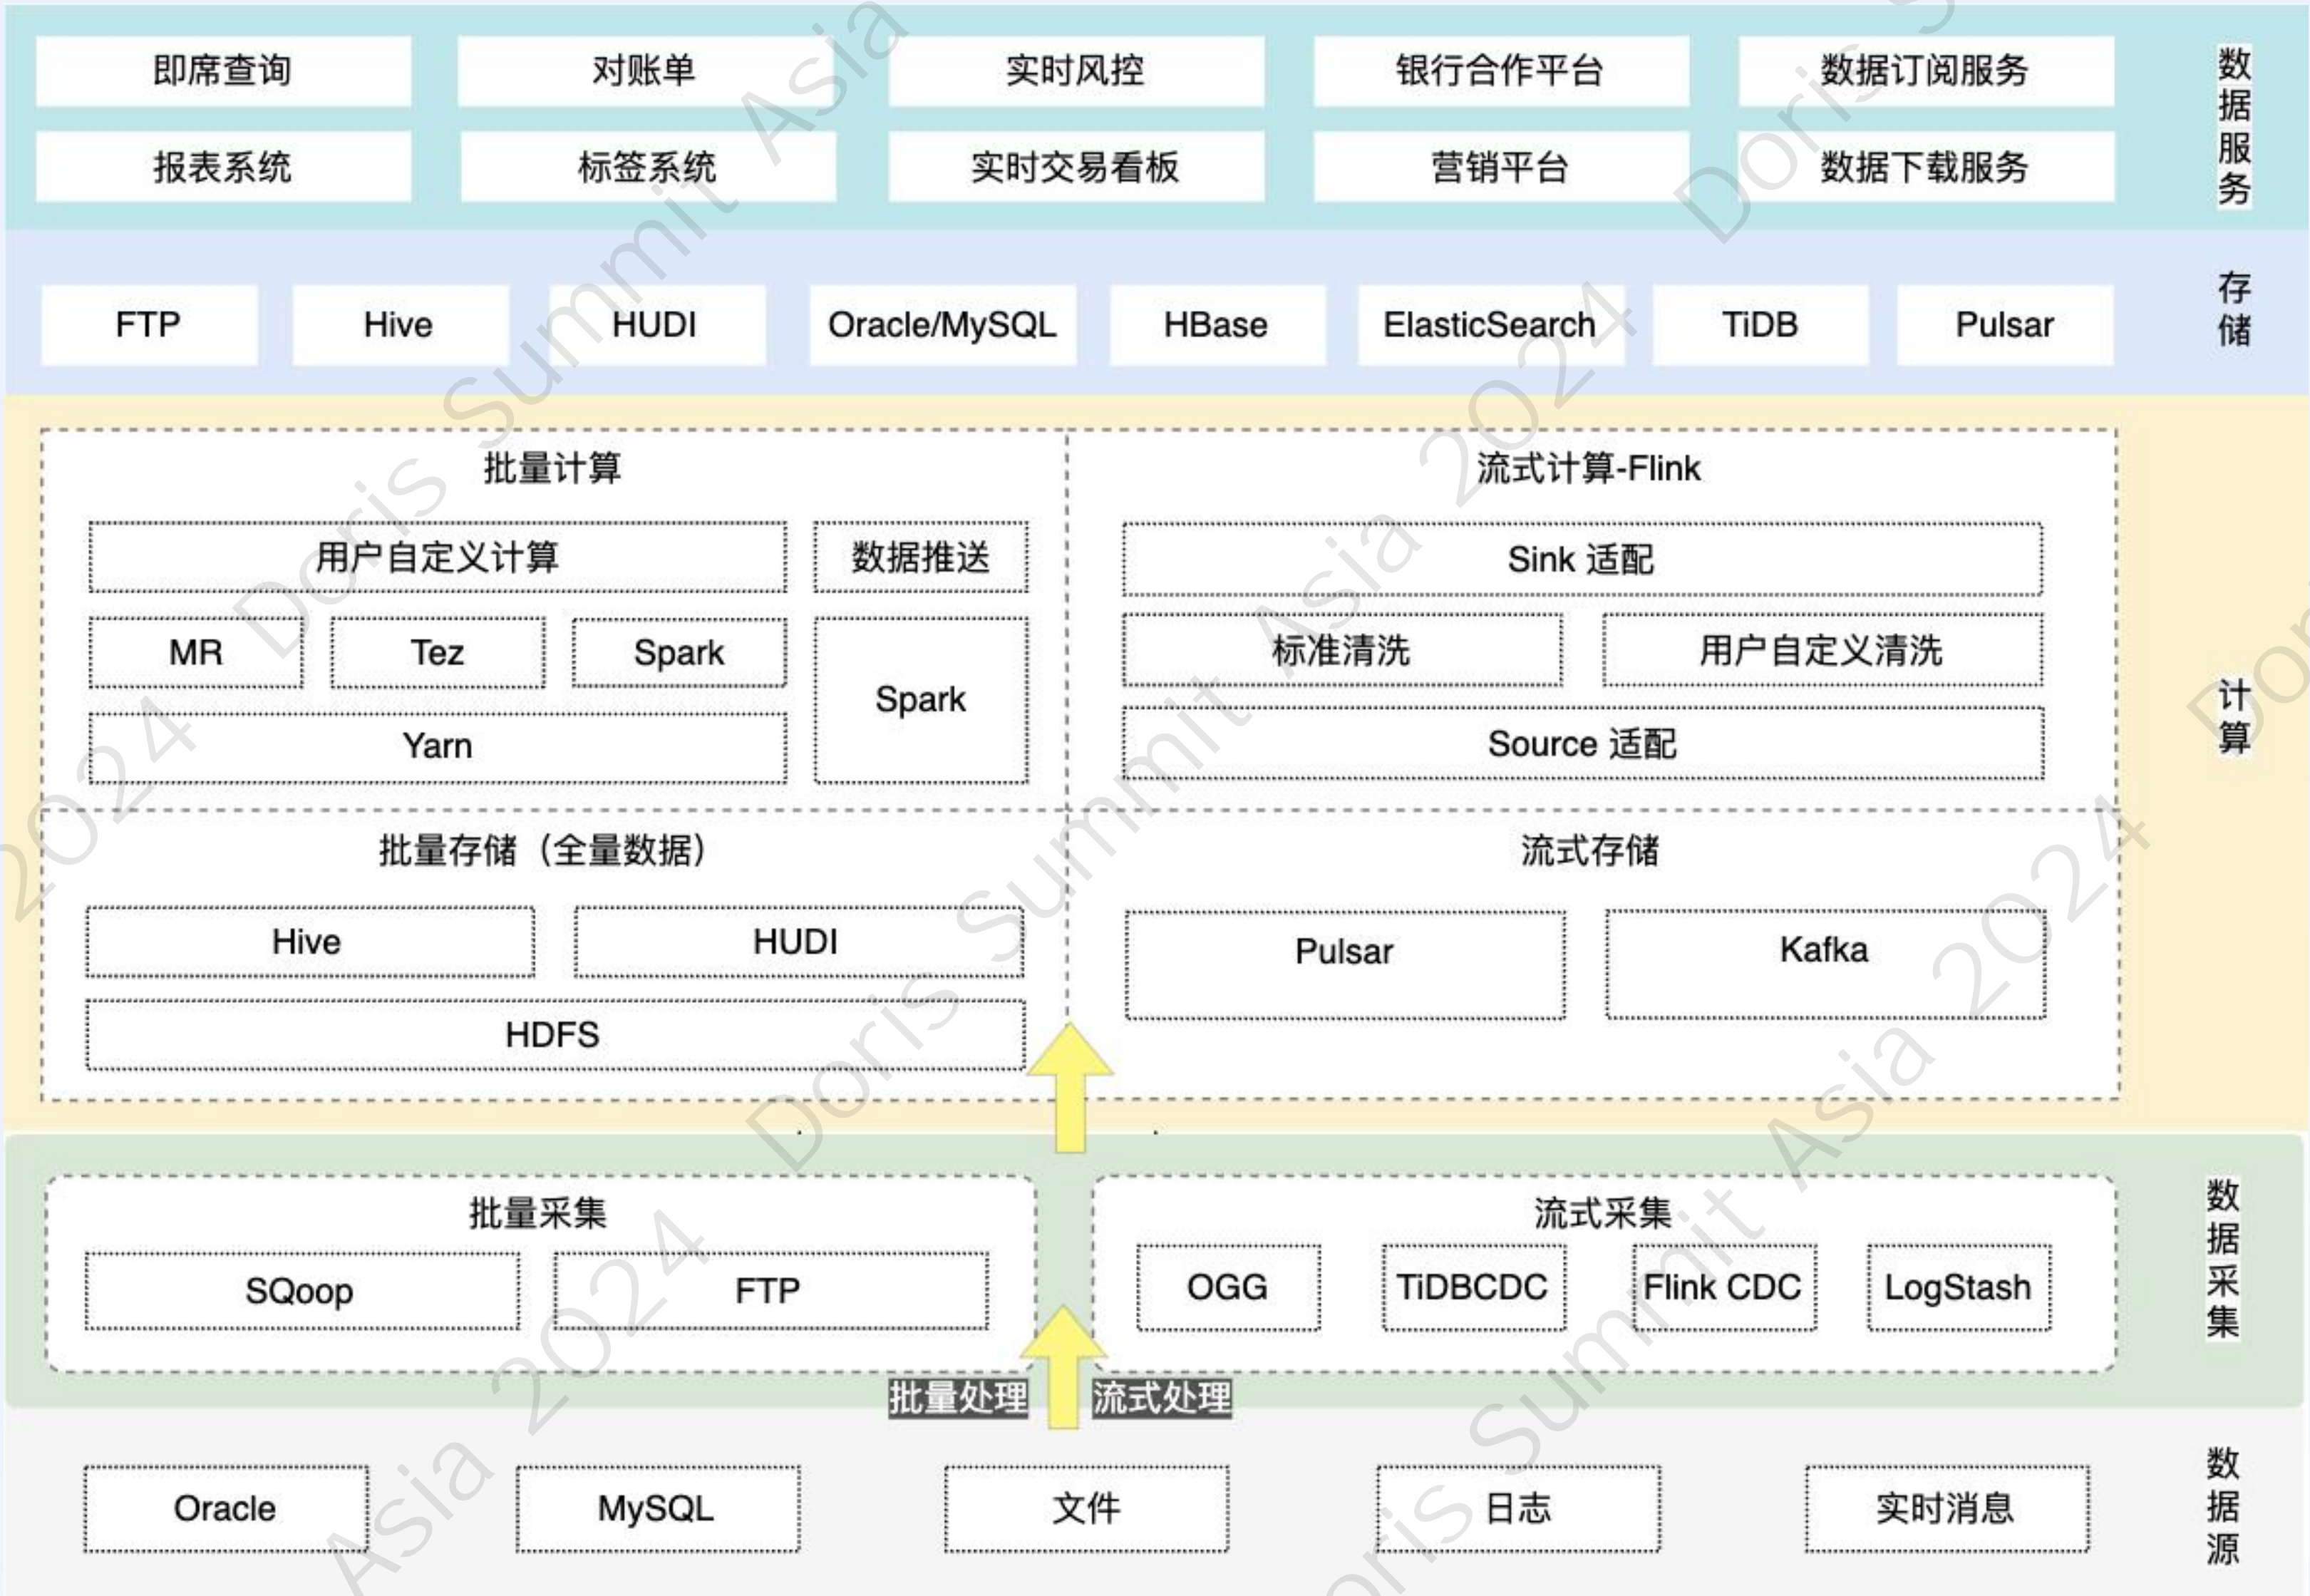 即席查询 对账单 实时风控 银行合作平台 数据订阅服务
报表系统 标签系统 实时交易看板 营销平台 数据下载服务
数据服务
FTP Hive HUDI Oracle/MySQL HBase ElasticSearch TiDB Pulsar
存储
批量计算
用户自定义计算 数据推送
MR Tez Spark
Spark
Yarn
流式计算-Flink
Sink 适配
标准清洗 用户自定义清洗
Source 适配
计算
批量存储（全量数据）
Hive HUDI
HDFS
流式存储
Pulsar Kafka
批量采集
SQoop FTP
流式采集
OGG TiDBCDC Flink CDC LogStash
数据采集
批量处理 流式处理
Oracle MySQL 文件 日志 实时消息
数据源
Doris Summit Asia 2024